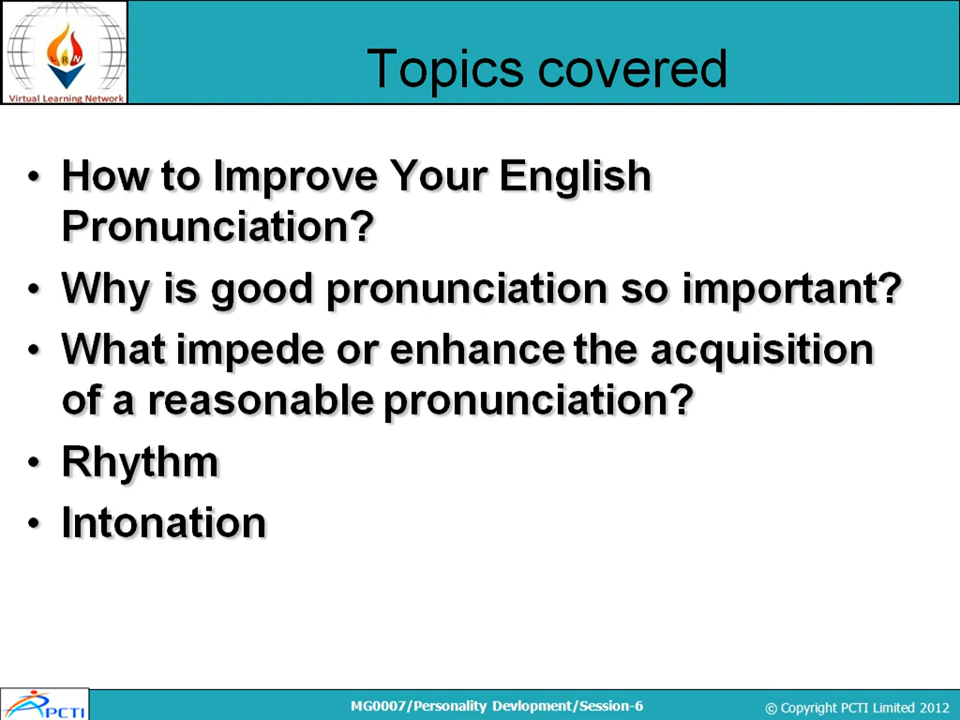 RN
Virtual Learning Network
Topics covered
• How to Improve Your English
Pronunciation?
• Why is good pronunciation so important?
• What impede or enhance the acquisition
of a reasonable pronunciation?
• Rhythm
• Intonation
PCTI
MG0007/Personality Devlopment/Session-6
© Copyright PCTI Limited 2012